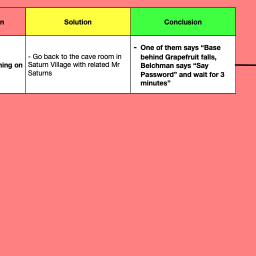 n Solution Conclusion
- One of them says “Base
- Go back to the cave room in behind Grapefruit falls,
ning on Saturn Village with related Mr Belchman says “Say
Saturns Password” and wait for 3
minutes”